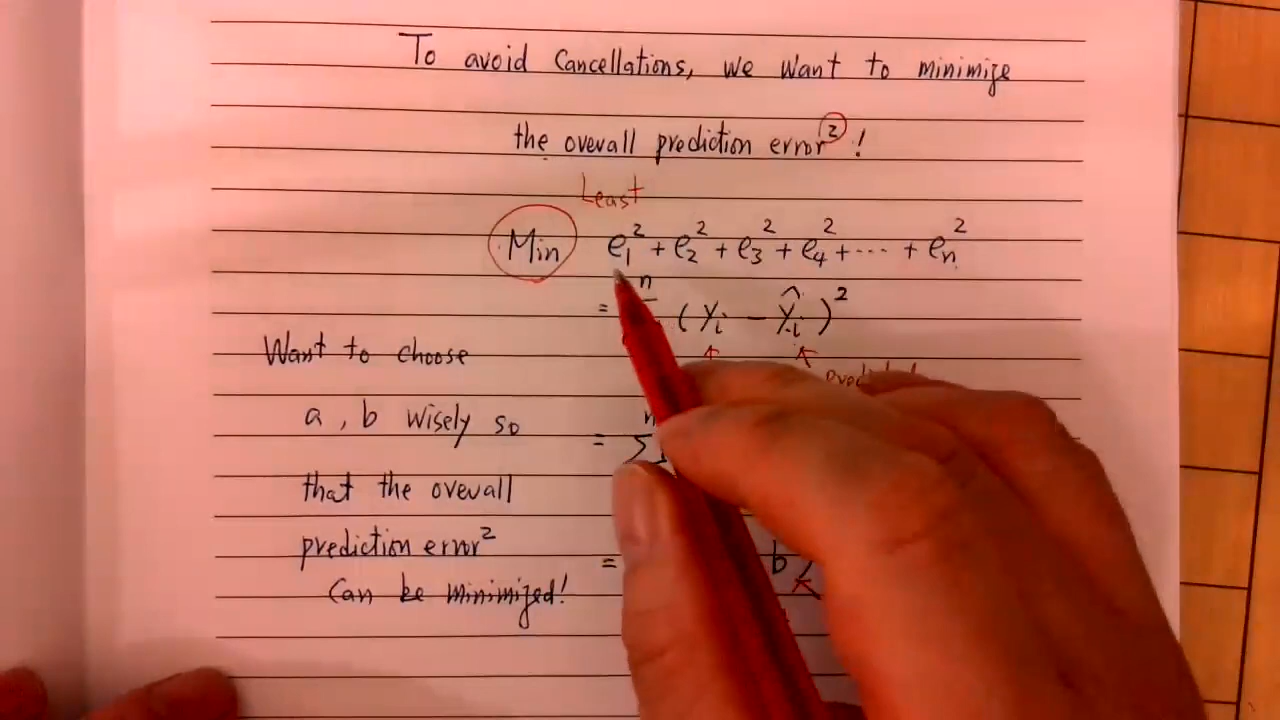 To avoid Cancellations, we want to minimize
the overall prediction error² !
Least
Min e₁² + e₂² + e₃² + e₄² + ··· + eₙ²
= n (yᵢ - ŷᵢ)²
Want to choose
a, b wisely so
= Σ n
that the overall
prediction error²
= b
Can be minimized!